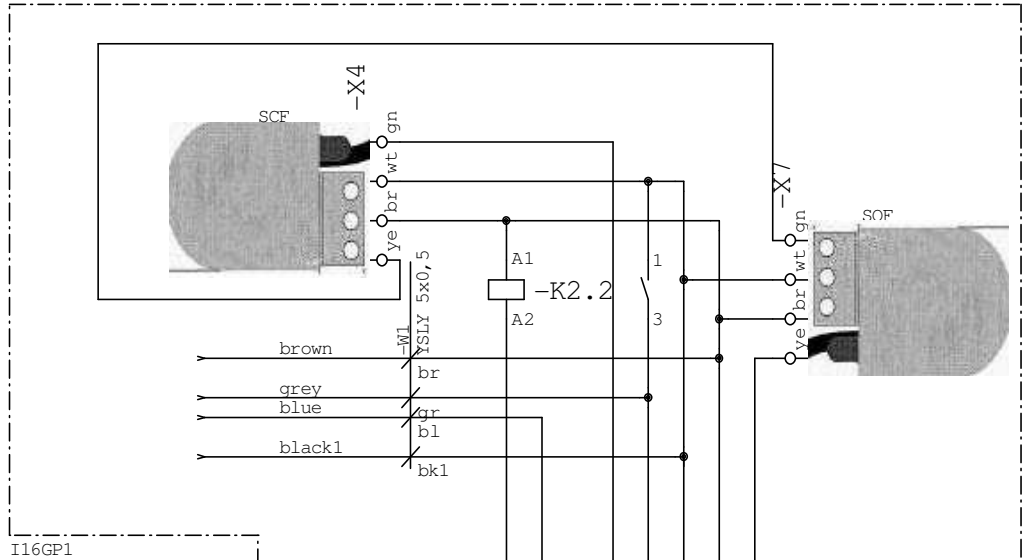 -X4
SCF
gn
wt
br
ye
-X7
SOF
gn
wt
br
ye
A1
-K2.2
A2
1
3
-W1
YSLY 5x0,5
brown
br
grey
gr
blue
bl
black1
bk1
I16GP1